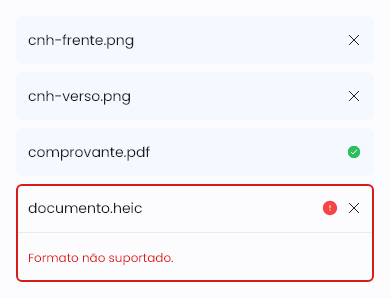 cnh-frente.png
cnh-verso.png
comprovante.pdf
documento.heic
Formato não suportado.